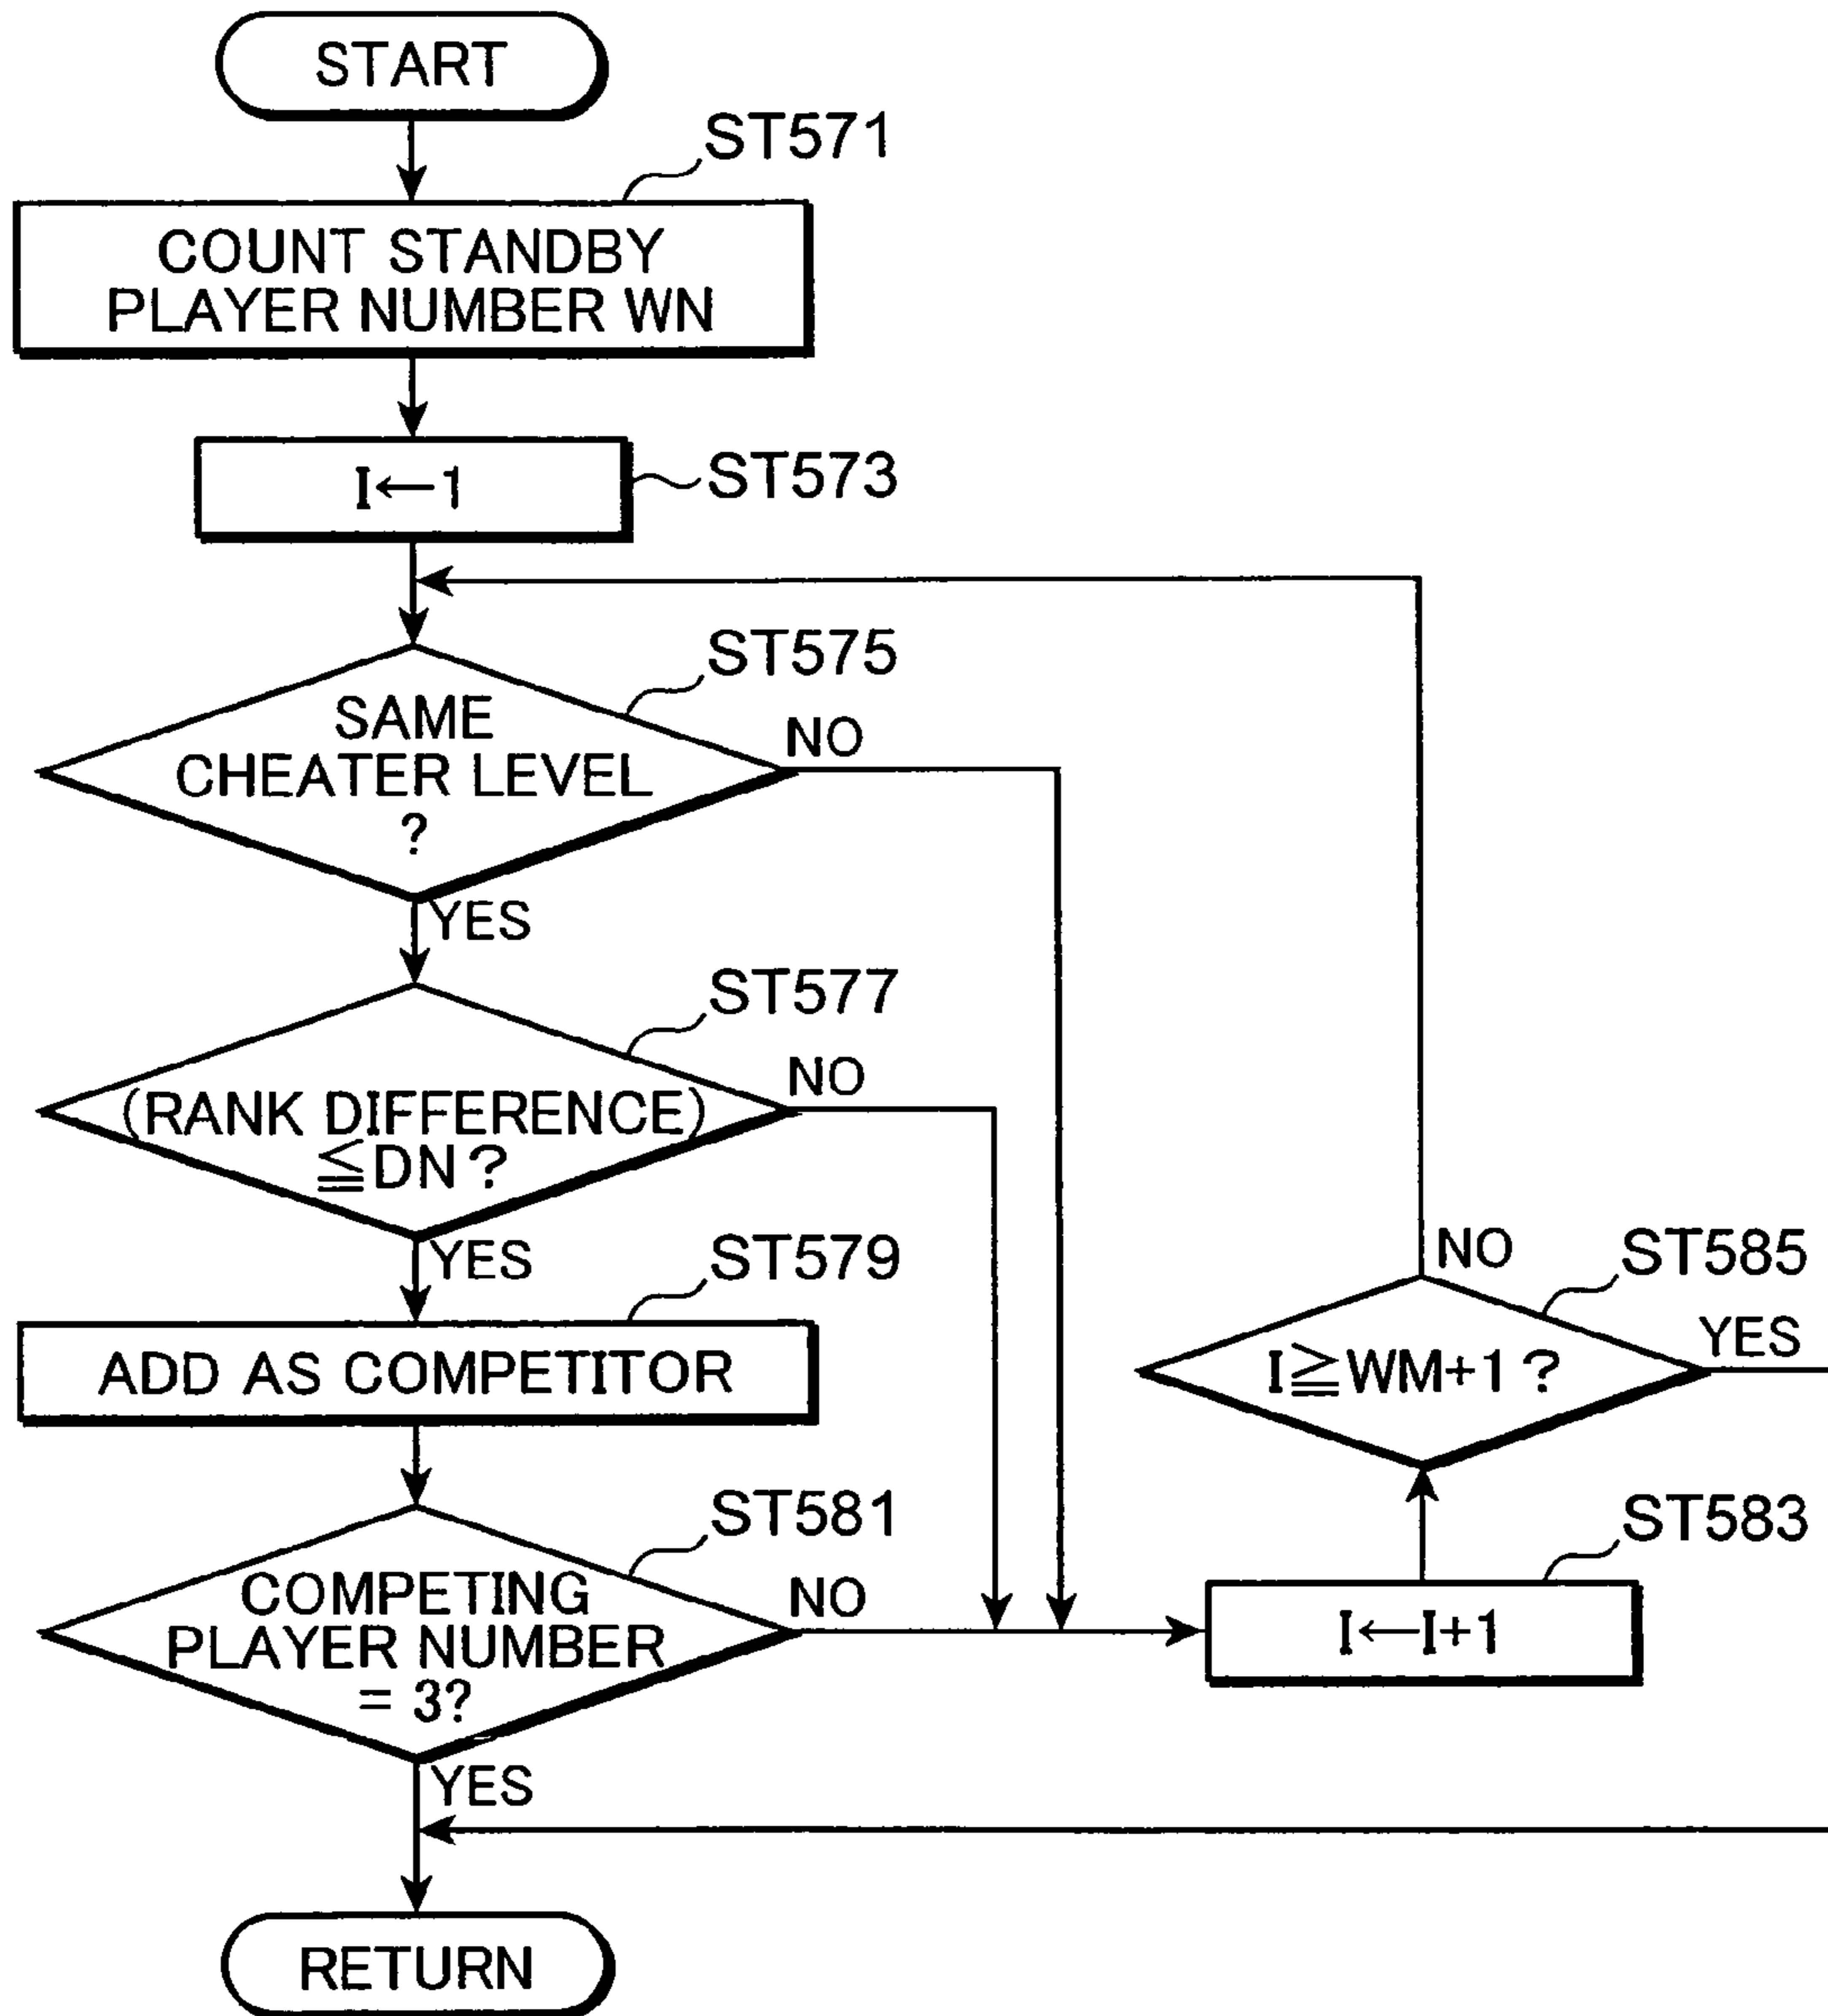 START
ST571
COUNT STANDBY
PLAYER NUMBER WN
I←1
ST573
ST575
SAME
CHEATER LEVEL
?
NO
YES
ST577
(RANK DIFFERENCE)
≦DN?
NO
YES
ST579
ADD AS COMPETITOR
ST581
COMPETING
PLAYER NUMBER
= 3?
NO
YES
ST583
I←I+1
ST585
I≧WM+1?
NO
YES
RETURN